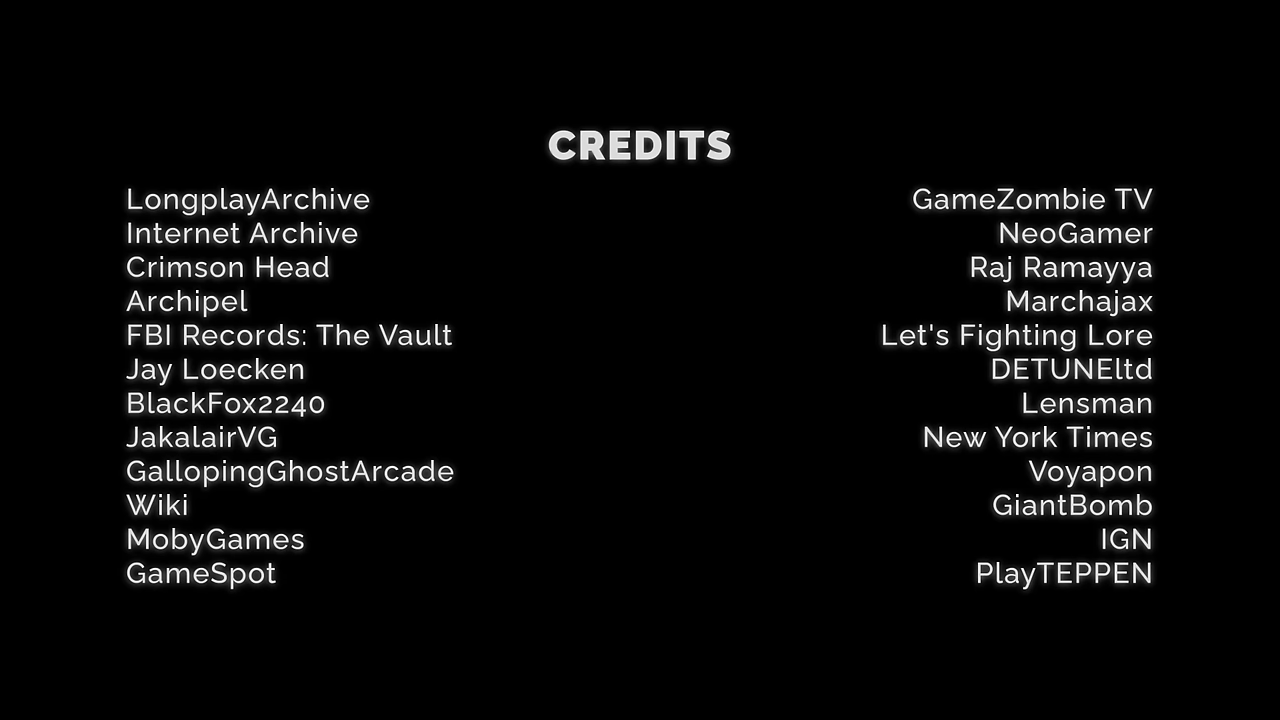 CREDITS
LongplayArchive
Internet Archive
Crimson Head
Archipel
FBI Records: The Vault
Jay Loecken
BlackFox2240
JakalairVG
GallopingGhostArcade
Wiki
MobyGames
GameSpot
GameZombie TV
NeoGamer
Raj Ramayya
Marchajax
Let's Fighting Lore
DETUNEltd
Lensman
New York Times
Voyapon
GiantBomb
IGN
PlayTEPPEN